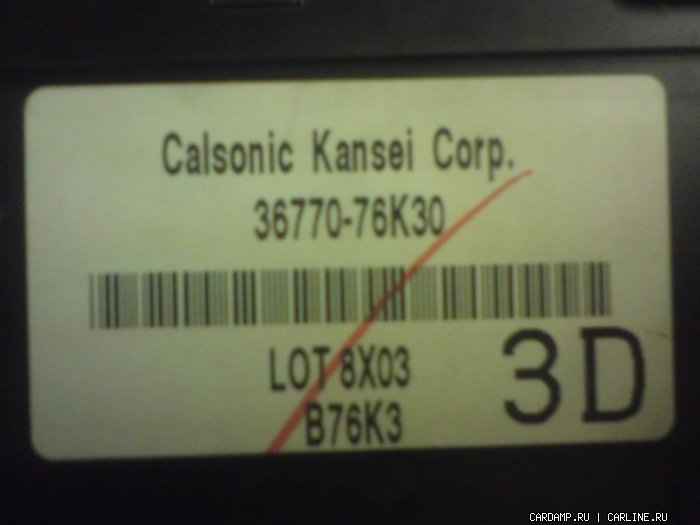 Calsonic Kansei Corp.
36770-76K30
LOT 8X03
B76K3
3D
CARDAMP.RU | CARLINE.RU